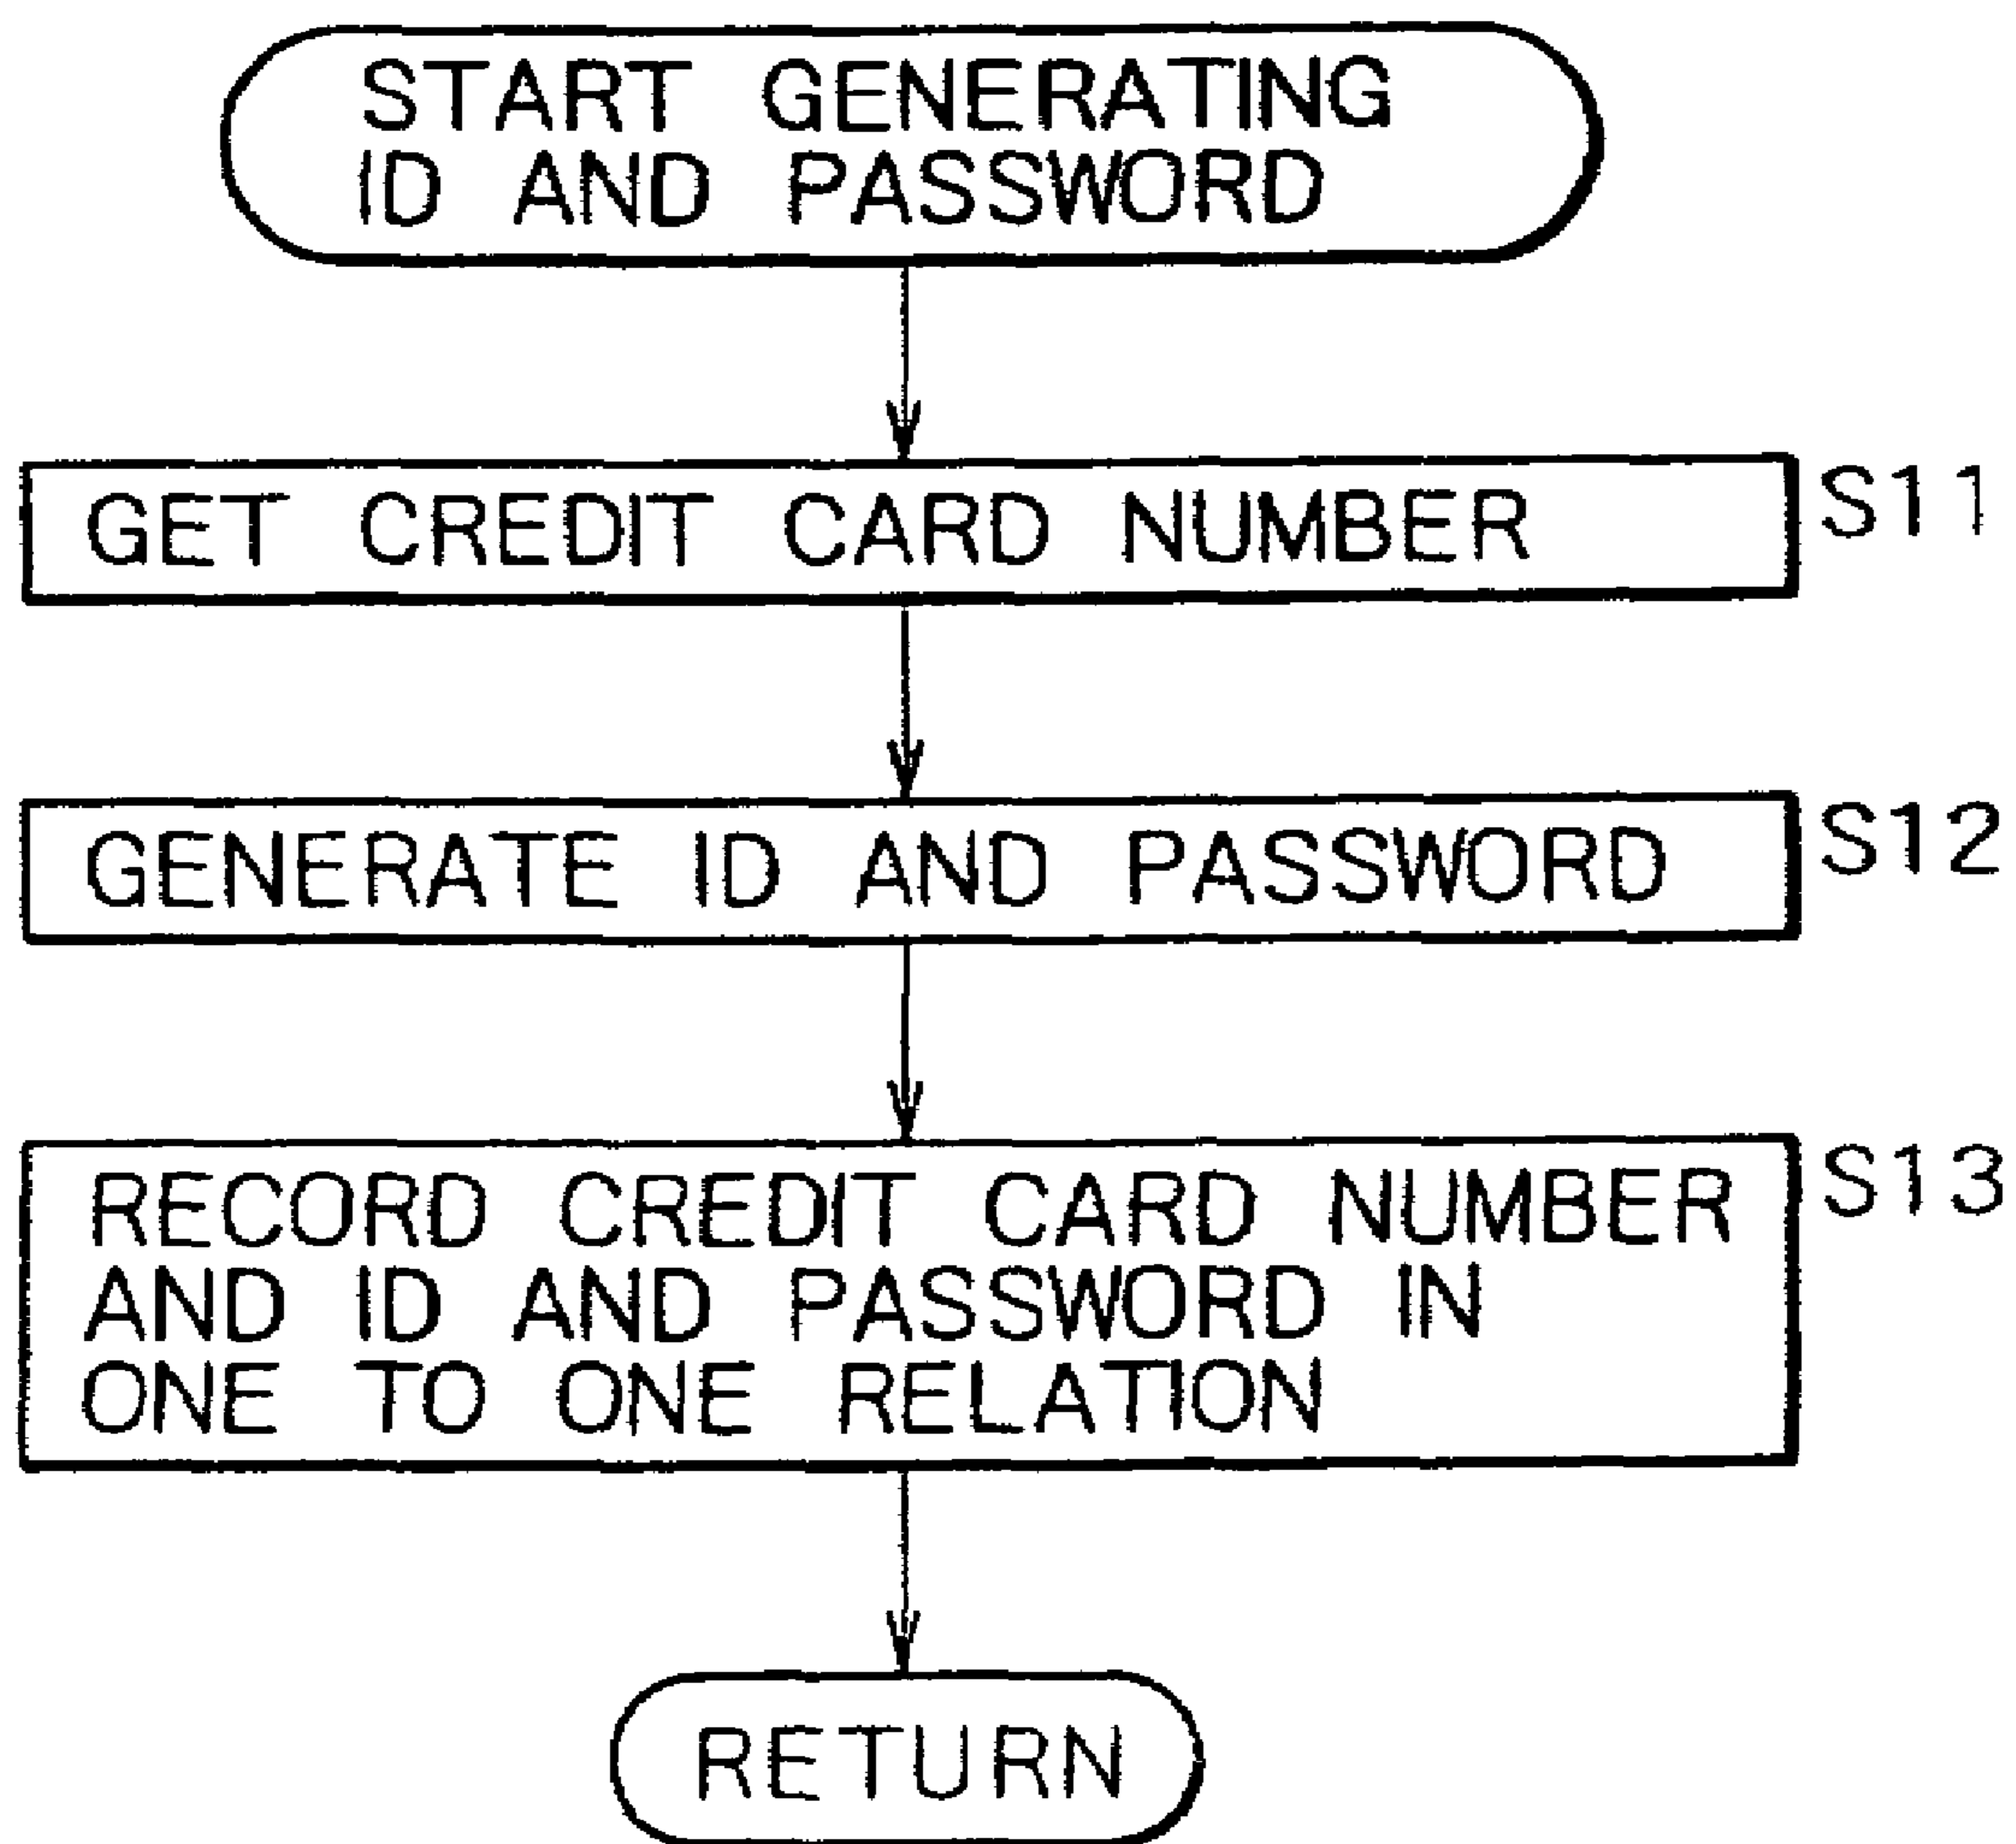 START GENERATING
ID AND PASSWORD
GET CREDIT CARD NUMBER
S11
GENERATE ID AND PASSWORD
S12
RECORD CREDIT CARD NUMBER
S13
AND ID AND PASSWORD IN
ONE TO ONE RELATION
RETURN